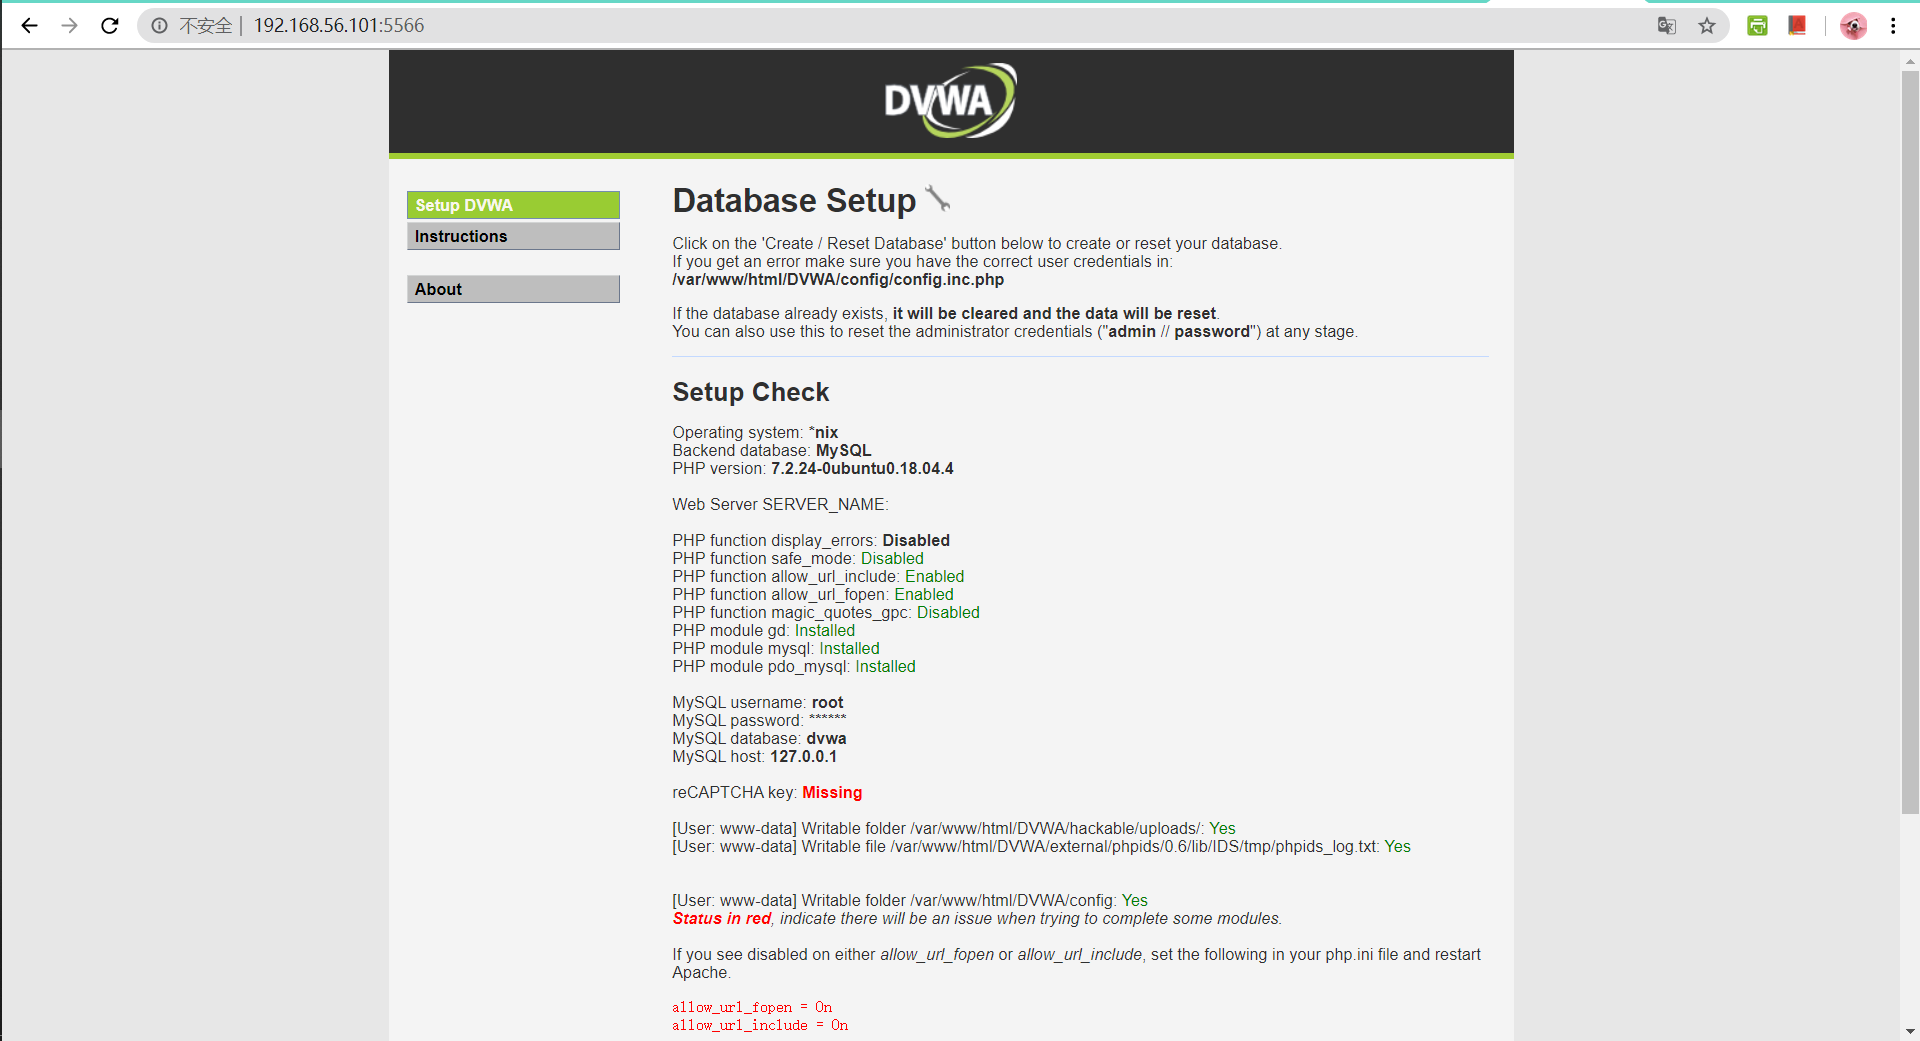 不安全 | 192.168.56.101:5566
DVWA
Setup DVWA
Instructions
About
Database Setup
Click on the 'Create / Reset Database' button below to create or reset your database.
If you get an error make sure you have the correct user credentials in:
/var/www/html/DVWA/config/config.inc.php
If the database already exists, it will be cleared and the data will be reset.
You can also use this to reset the administrator credentials ("admin // password") at any stage.
Setup Check
Operating system: *nix
Backend database: MySQL
PHP version: 7.2.24-0ubuntu0.18.04.4
Web Server SERVER_NAME:
PHP function display_errors: Disabled
PHP function safe_mode: Disabled
PHP function allow_url_include: Enabled
PHP function allow_url_fopen: Enabled
PHP function magic_quotes_gpc: Disabled
PHP module gd: Installed
PHP module mysql: Installed
PHP module pdo_mysql: Installed
MySQL username: root
MySQL password: ******
MySQL database: dvwa
MySQL host: 127.0.0.1
reCAPTCHA key: Missing
[User: www-data] Writable folder /var/www/html/DVWA/hackable/uploads/: Yes
[User: www-data] Writable file /var/www/html/DVWA/external/phpids/0.6/lib/IDS/tmp/phpids_log.txt: Yes
[User: www-data] Writable folder /var/www/html/DVWA/config: Yes
Status in red, indicate there will be an issue when trying to complete some modules.
If you see disabled on either allow_url_fopen or allow_url_include, set the following in your php.ini file and restart
Apache.
allow_url_fopen = On
allow_url_include = On